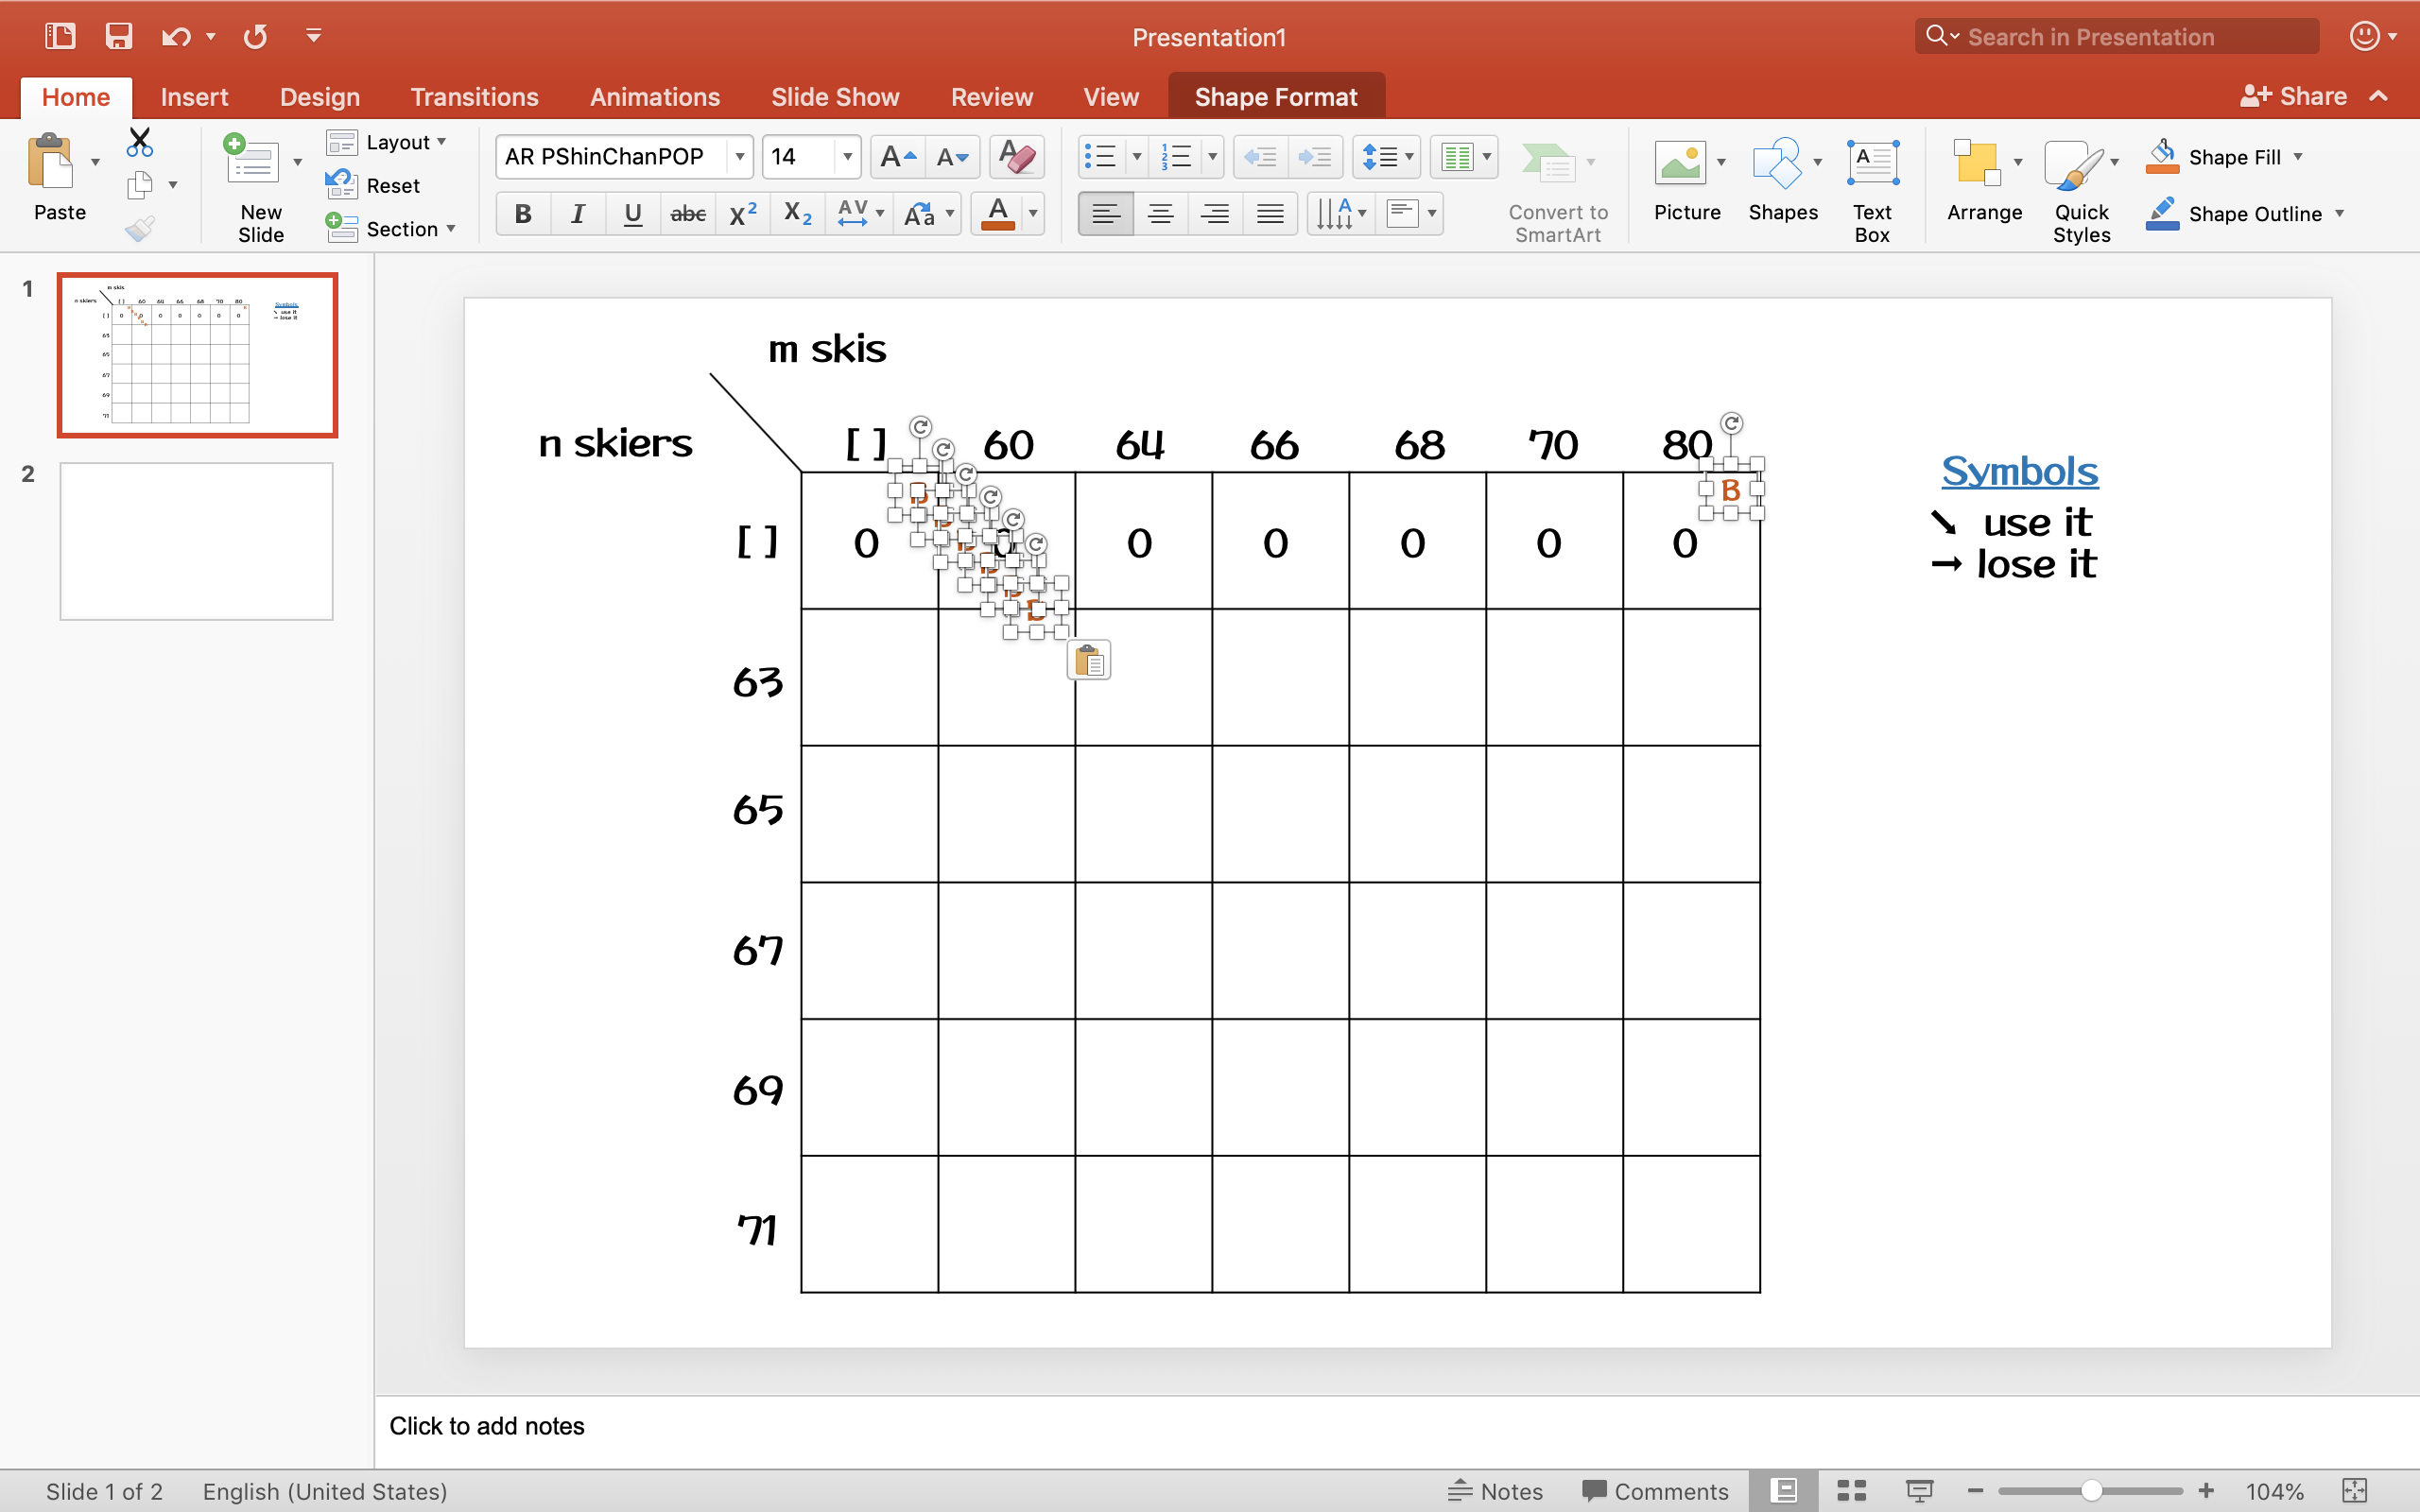 Presentation1
Search in Presentation
Home Insert Design Transitions Animations Slide Show Review View Shape Format Share
Paste
New Slide
Layout
Reset
Section
AR PShinChanPOP 14
B I U abc X² X₂ AV Aa A
Convert to SmartArt
Picture
Shapes
Text Box
Arrange
Quick Styles
Shape Fill
Shape Outline
1
2
m skis
n skiers
[ ] 60 64 66 68 70 80
[ ] 0 0 0 0 0 0 0
B B B B B B B
63
65
67
69
71
Symbols
↘ use it
→ lose it
Click to add notes
Slide 1 of 2 English (United States) Notes Comments 104%